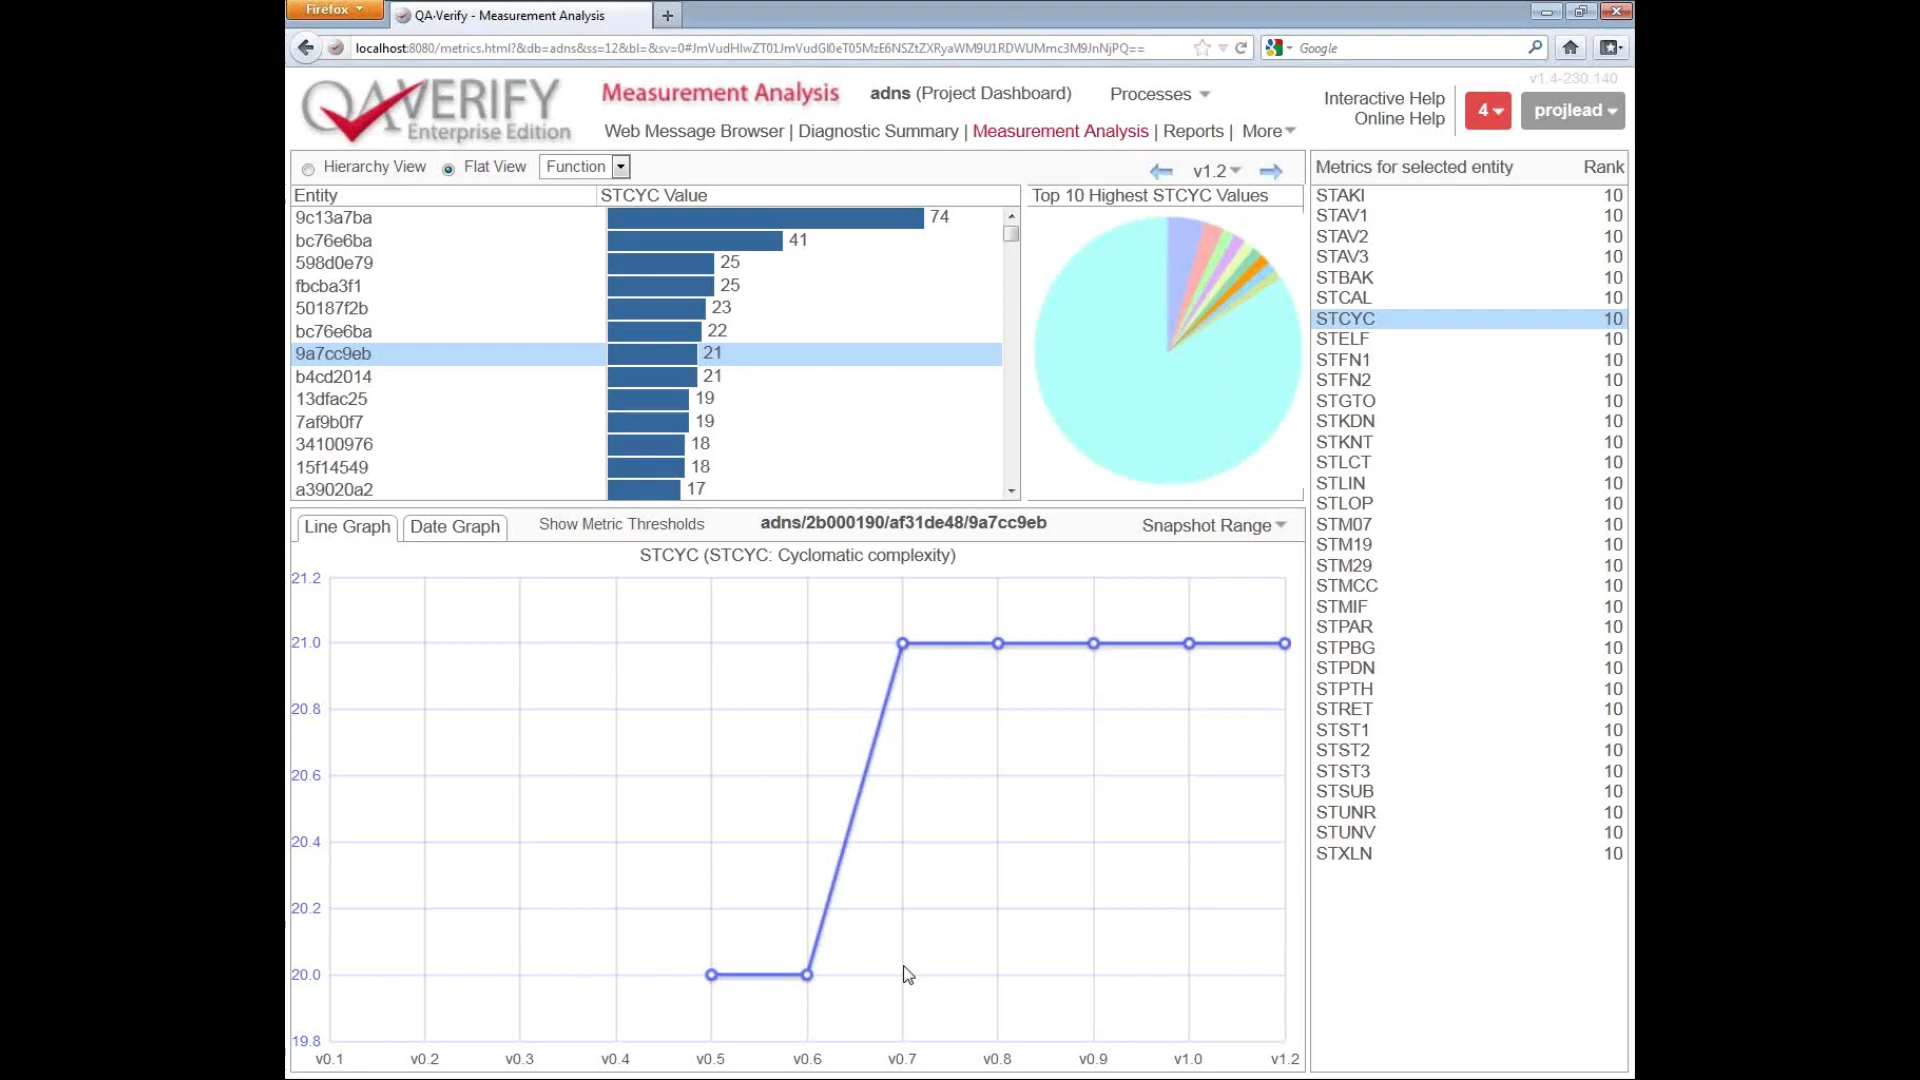 Firefox
QA-Verify - Measurement Analysis
localhost:8080/metrics.html?&db=adns&ss=12&bl=&sv=0#
Google
v1.4-230.140
QA VERIFY
Enterprise Edition
Measurement Analysis
adns (Project Dashboard)
Processes
Interactive Help
Online Help
4
projlead
Web Message Browser | Diagnostic Summary | Measurement Analysis | Reports | More
Hierarchy View
Flat View
Function
v1.2
Metrics for selected entity Rank
Entity STCYC Value
Top 10 Highest STCYC Values
9c13a7ba 74
bc76e6ba 41
598d0e79 25
fbcba3f1 25
50187f2b 23
bc76e6ba 22
9a7cc9eb 21
b4cd2014 21
13dfac25 19
7af9b0f7 19
34100976 18
15f14549 18
a39020a2 17
STAKI 10
STAV1 10
STAV2 10
STAV3 10
STBAK 10
STCAL 10
STCYC 10
STELF 10
STFN1 10
STFN2 10
STGTO 10
STKDN 10
STKNT 10
STLCT 10
STLIN 10
STLOP 10
STM07 10
STM19 10
STM29 10
STMCC 10
STMIF 10
STPAR 10
STPBG 10
STPDN 10
STPTH 10
STRET 10
STST1 10
STST2 10
STST3 10
STSUB 10
STUNR 10
STUNV 10
STXLN 10
Line Graph
Date Graph
Show Metric Thresholds
adns/2b000190/af31de48/9a7cc9eb
Snapshot Range
STCYC (STCYC: Cyclomatic complexity)
21.2
21.0
20.8
20.6
20.4
20.2
20.0
19.8
v0.1 v0.2 v0.3 v0.4 v0.5 v0.6 v0.7 v0.8 v0.9 v1.0 v1.2